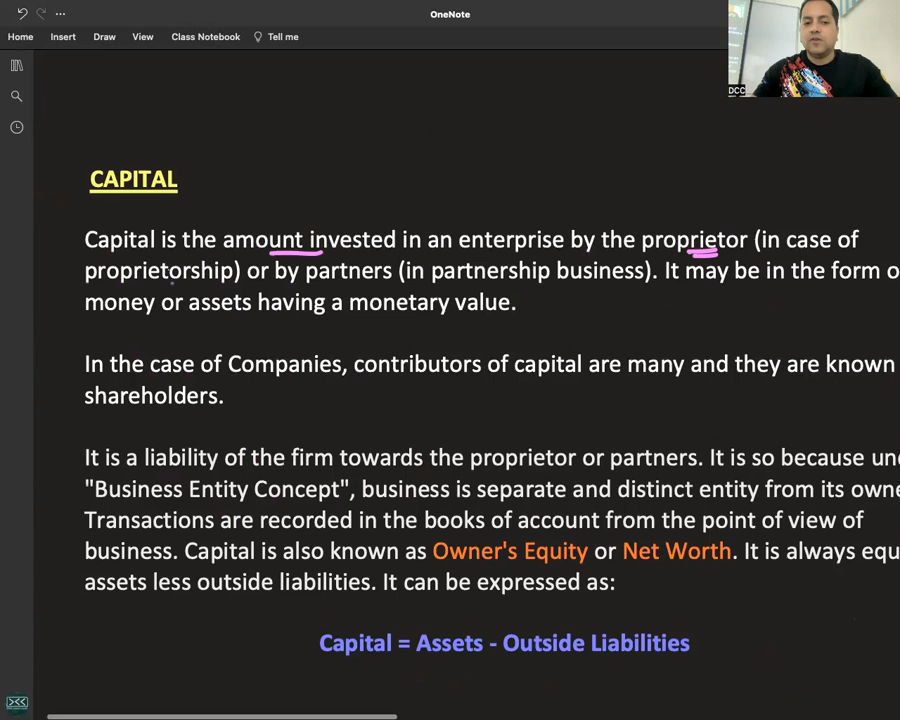 OneNote
Home Insert Draw View Class Notebook Tell me
DCC
CAPITAL
Capital is the amount invested in an enterprise by the proprietor (in case of
proprietorship) or by partners (in partnership business). It may be in the form
money or assets having a monetary value.
In the case of Companies, contributors of capital are many and they are known
shareholders.
It is a liability of the firm towards the proprietor or partners. It is so because
"Business Entity Concept", business is separate and distinct entity from its
Transactions are recorded in the books of account from the point of view of
business. Capital is also known as Owner's Equity or Net Worth. It is always
assets less outside liabilities. It can be expressed as:
Capital = Assets - Outside Liabilities